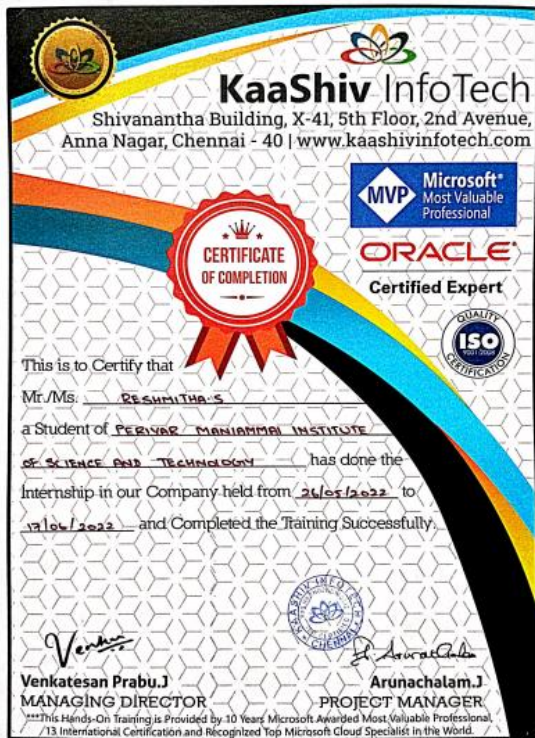 KaaShiv InfoTech
Shivanantha Building, X-41, 5th Floor, 2nd Avenue,
Anna Nagar, Chennai - 40 | www.kaashivinfotech.com
MVP
Microsoft®
Most Valuable
Professional
ORACLE®
Certified Expert
CERTIFICATE
OF COMPLETION
QUALITY
ISO
9001:2008
CERTIFICATION
This is to Certify that
Mr./Ms. RESHMITHA.S
a Student of PERIYAR MANIAMMAI INSTITUTE
OF SCIENCE AND TECHNOLOGY has done the
Internship in our Company held from 26/05/2022 to
17/06/2022 and Completed the Training Successfully.
KAASHIV INFOTECH
CHENNAI
Venkatesan Prabu.J
MANAGING DIRECTOR
Arunachalam.J
PROJECT MANAGER
***This Hands-On Training is Provided by 10 Years Microsoft Awarded Most Valuable Professional,
13 International Certification and Recognized Top Microsoft Cloud Specialist in the World.